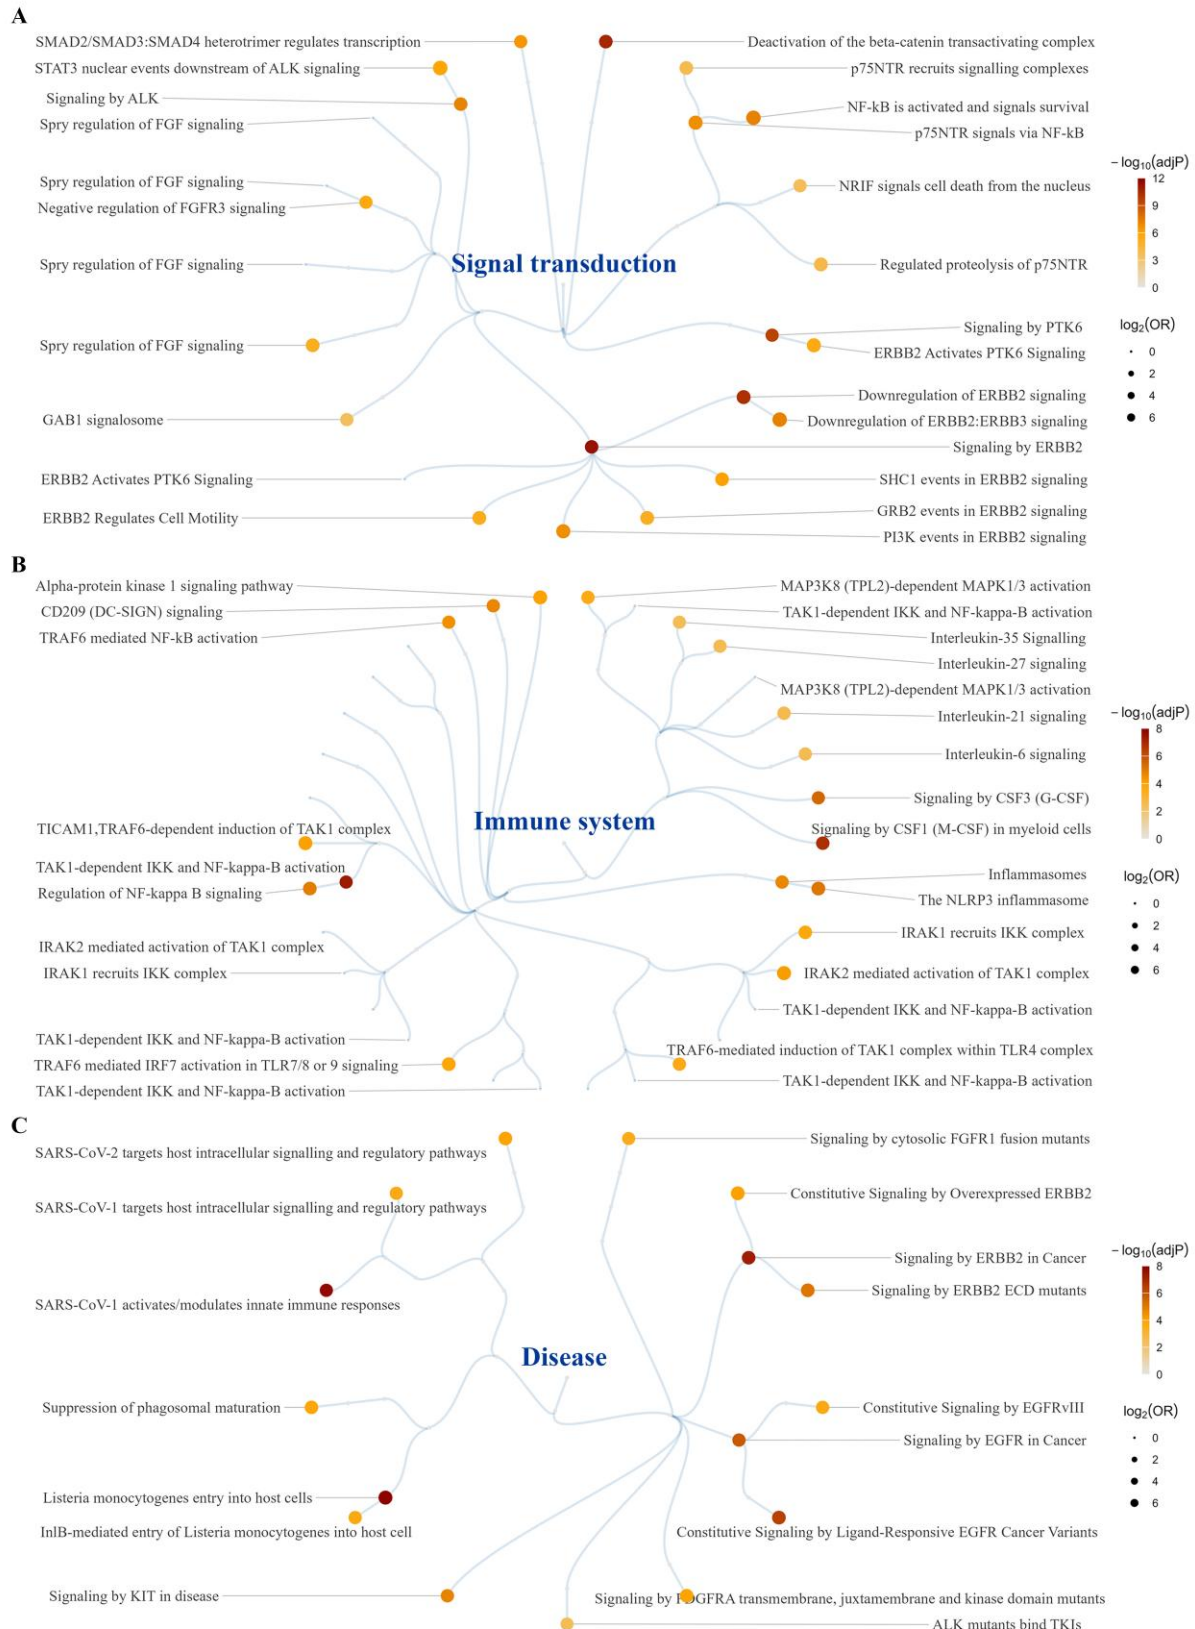 A
SMAD2/SMAD3:SMAD4 heterotrimer regulates transcription
STAT3 nuclear events downstream of ALK signaling
Signaling by ALK
Spry regulation of FGF signaling
Spry regulation of FGF signaling
Negative regulation of FGFR3 signaling
Spry regulation of FGF signaling
Spry regulation of FGF signaling
GAB1 signalosome
ERBB2 Activates PTK6 Signaling
ERBB2 Regulates Cell Motility
Signal transduction
Deactivation of the beta-catenin transactivating complex
p75NTR recruits signalling complexes
NF-kB is activated and signals survival
p75NTR signals via NF-kB
NRIF signals cell death from the nucleus
Regulated proteolysis of p75NTR
Signaling by PTK6
ERBB2 Activates PTK6 Signaling
Downregulation of ERBB2 signaling
Downregulation of ERBB2:ERBB3 signaling
Signaling by ERBB2
SHC1 events in ERBB2 signaling
GRB2 events in ERBB2 signaling
PI3K events in ERBB2 signaling
− log10(adjP)
12
9
6
3
0
log2(OR)
0
2
4
6
B
Alpha-protein kinase 1 signaling pathway
CD209 (DC-SIGN) signaling
TRAF6 mediated NF-kB activation
TICAM1,TRAF6-dependent induction of TAK1 complex
TAK1-dependent IKK and NF-kappa-B activation
Regulation of NF-kappa B signaling
IRAK2 mediated activation of TAK1 complex
IRAK1 recruits IKK complex
TAK1-dependent IKK and NF-kappa-B activation
TRAF6 mediated IRF7 activation in TLR7/8 or 9 signaling
TAK1-dependent IKK and NF-kappa-B activation
Immune system
MAP3K8 (TPL2)-dependent MAPK1/3 activation
TAK1-dependent IKK and NF-kappa-B activation
Interleukin-35 Signalling
Interleukin-27 signaling
MAP3K8 (TPL2)-dependent MAPK1/3 activation
Interleukin-21 signaling
Interleukin-6 signaling
Signaling by CSF3 (G-CSF)
Signaling by CSF1 (M-CSF) in myeloid cells
Inflammasomes
The NLRP3 inflammasome
IRAK1 recruits IKK complex
IRAK2 mediated activation of TAK1 complex
TAK1-dependent IKK and NF-kappa-B activation
TRAF6-mediated induction of TAK1 complex within TLR4 complex
TAK1-dependent IKK and NF-kappa-B activation
− log10(adjP)
8
6
4
2
0
log2(OR)
0
2
4
6
C
SARS-CoV-2 targets host intracellular signalling and regulatory pathways
SARS-CoV-1 targets host intracellular signalling and regulatory pathways
SARS-CoV-1 activates/modulates innate immune responses
Suppression of phagosomal maturation
Listeria monocytogenes entry into host cells
InlB-mediated entry of Listeria monocytogenes into host cell
Signaling by KIT in disease
Disease
Signaling by cytosolic FGFR1 fusion mutants
Constitutive Signaling by Overexpressed ERBB2
Signaling by ERBB2 in Cancer
Signaling by ERBB2 ECD mutants
Constitutive Signaling by EGFRvIII
Signaling by EGFR in Cancer
Constitutive Signaling by Ligand-Responsive EGFR Cancer Variants
Signaling by PDGFRA transmembrane, juxtamembrane and kinase domain mutants
ALK mutants bind TKIs
− log10(adjP)
8
6
4
2
0
log2(OR)
0
2
4
6